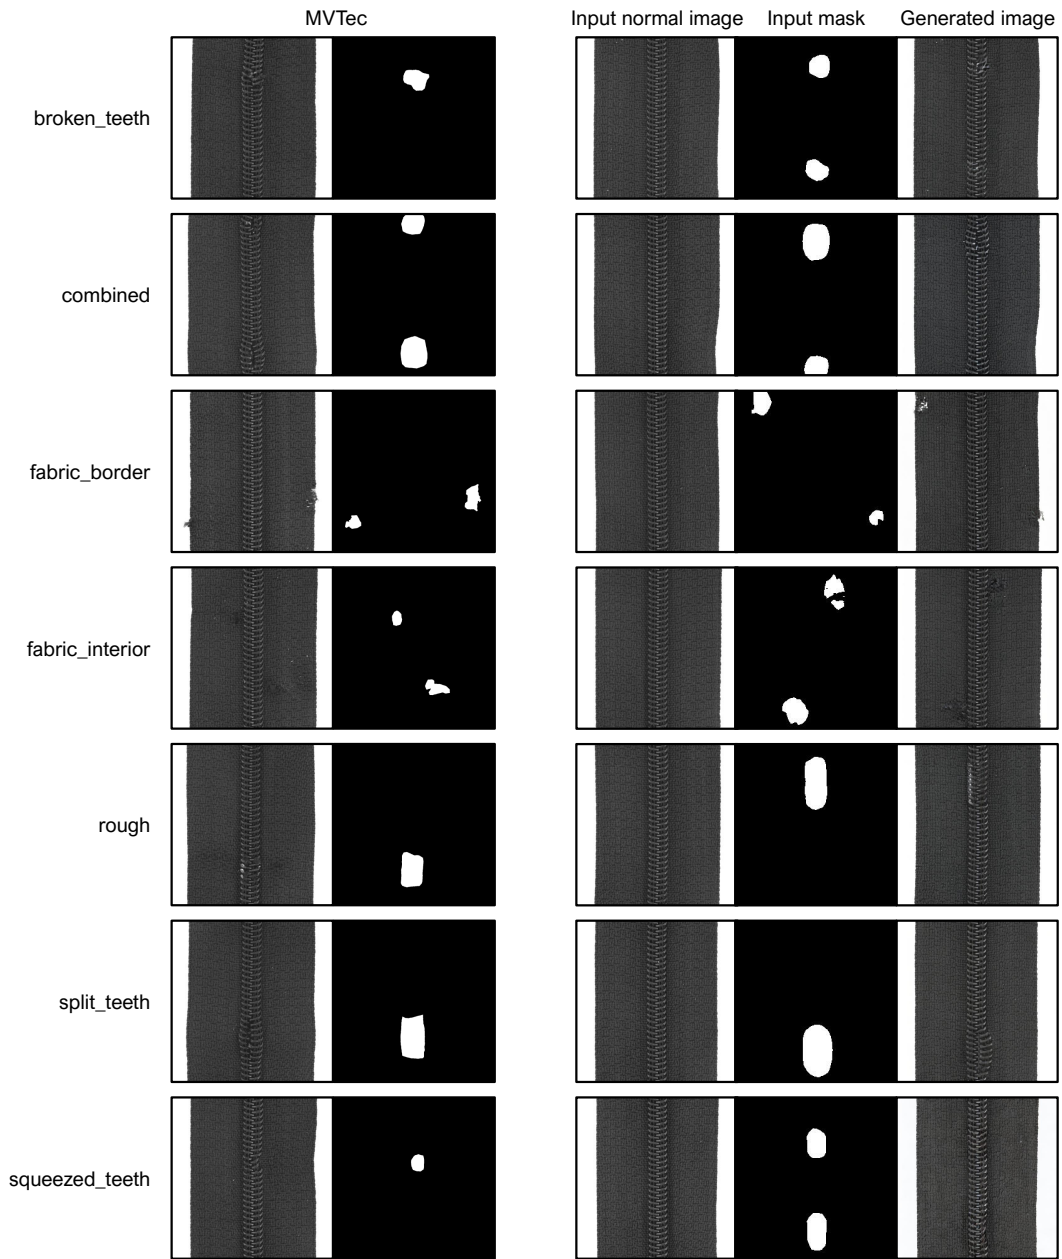 MVTec
Input normal image
Input mask
Generated image
broken_teeth
combined
fabric_border
fabric_interior
rough
split_teeth
squeezed_teeth